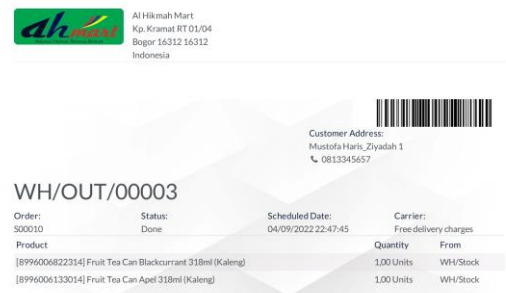 ahmart
Al Hikmah Mart
Kp. Kramat RT 01/04
Bogor 16312 16312
Indonesia
Customer Address:
Mustofa Haris_Ziyadah 1
0813345657
WH/OUT/00003
Order: Status: Scheduled Date: Carrier:
S00010 Done 04/09/2022 22:47:45 Free delivery charges
Product Quantity From
[8996006822314] Fruit Tea Can Blackcurrant 318ml (Kaleng) 1,00 Units WH/Stock
[8996006133014] Fruit Tea Can Apel 318ml (Kaleng) 1,00 Units WH/Stock